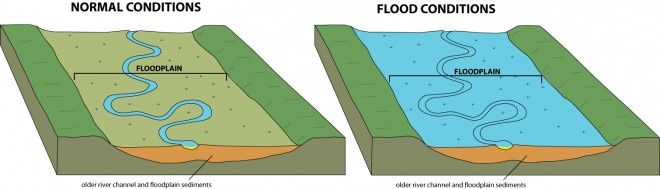 NORMAL CONDITIONS
FLOODPLAIN
older river channel and floodplain sediments
FLOOD CONDITIONS
FLOODPLAIN
older river channel and floodplain sediments